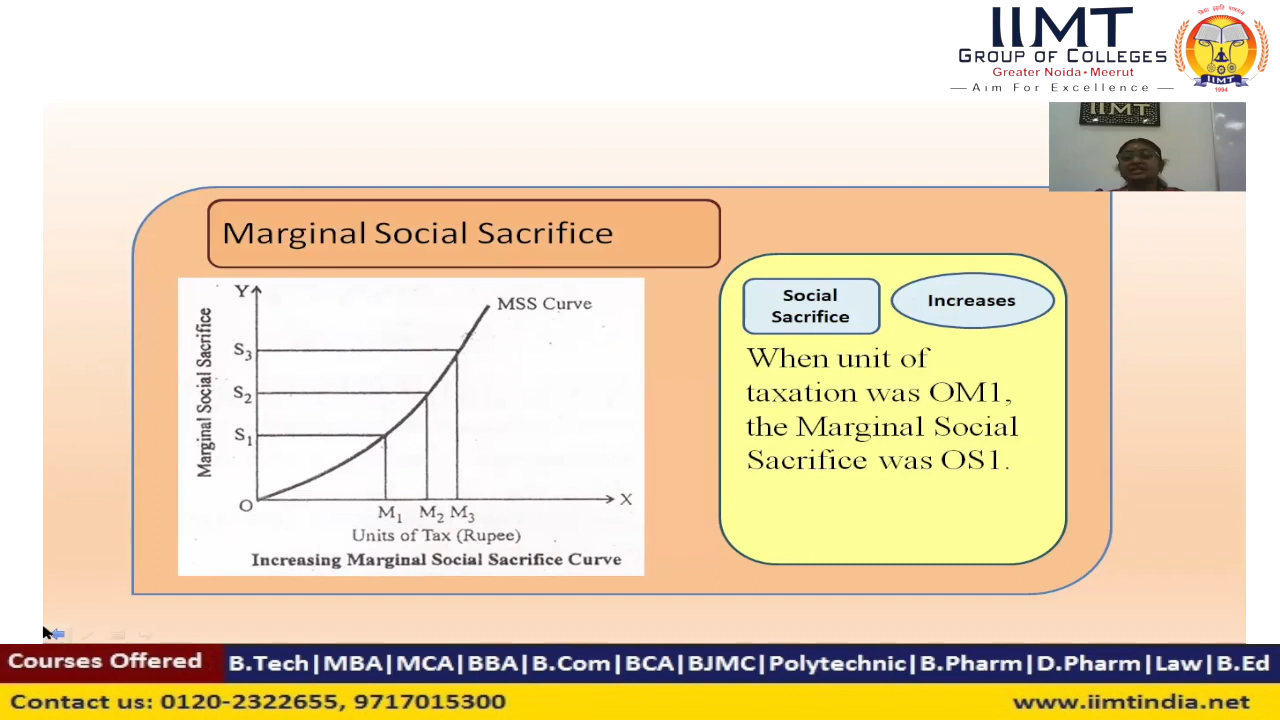 IIMT
Group of Colleges
Greater Noida • Meerut
Aim For Excellence
IIMT
1994
IIMT
Marginal Social Sacrifice
Y
MSS Curve
Marginal Social Sacrifice
S3
S2
S1
O
X
M1 M2 M3
Units of Tax (Rupee)
Increasing Marginal Social Sacrifice Curve
Social
Sacrifice
Increases
When unit of
taxation was OM1,
the Marginal Social
Sacrifice was OS1.
Courses Offered
B.Tech|MBA|MCA|BBA|B.Com|BCA|BJMC|Polytechnic|B.Pharm|D.Pharm|Law|B.Ed
Contact us: 0120-2322655, 9717015300
www.iimtindia.net